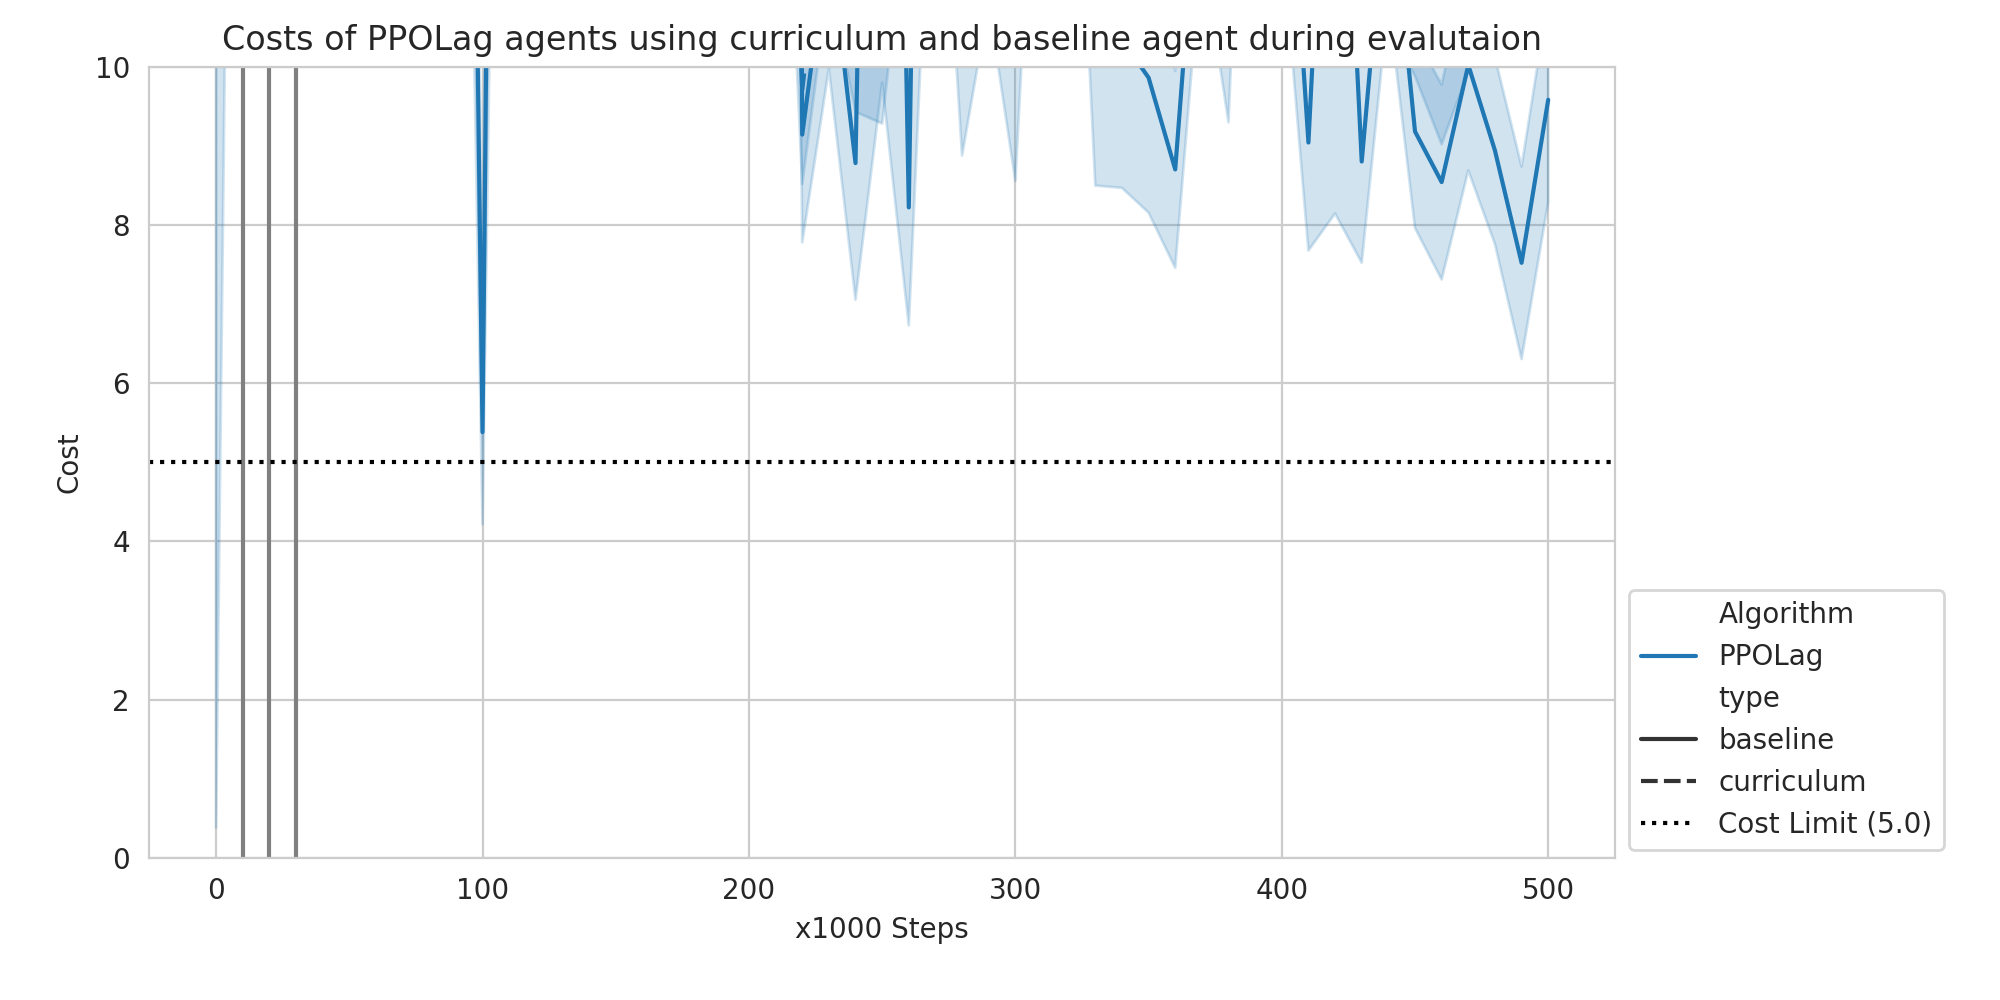 Costs of PPOLag agents using curriculum and baseline agent during evalutaion
10
8
6
4
2
0
Cost
0 100 200 300 400 500
x1000 Steps
Algorithm
PPOLag
type
baseline
curriculum
Cost Limit (5.0)